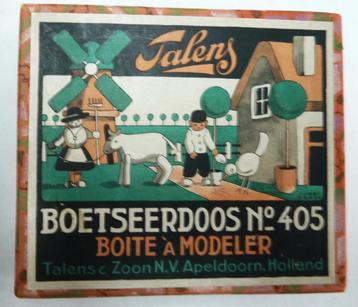 Talens
BOETSEERDOOS No 405
BOITE A MODELER
Talens & Zoon N.V. Apeldoorn. Holland